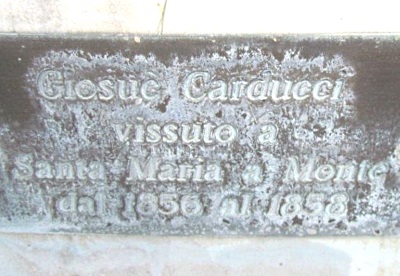 Giosuè Carducci
vissuto a
Santa Maria a Monte
dal 1856 al 1858